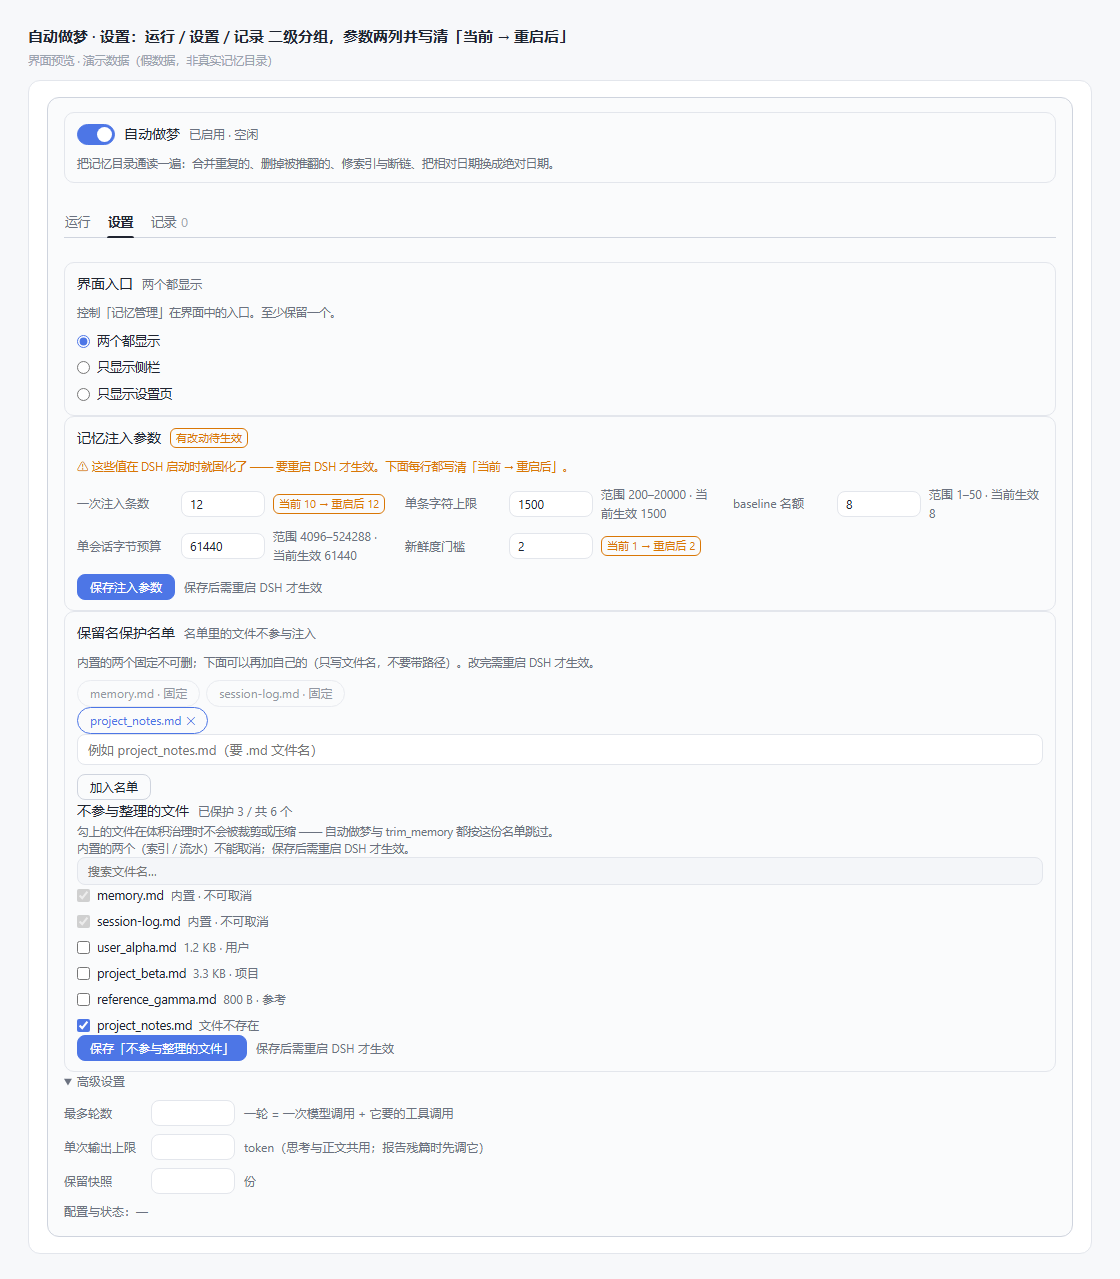 自动做梦 · 设置：运行 / 设置 / 记录 二级分组，参数两列并写清「当前 → 重启后」
界面预览 · 演示数据（假数据，非真实记忆目录）
自动做梦 已启用 · 空闲
把记忆目录通读一遍：合并重复的、删掉被推翻的、修索引与断链、把相对日期换成绝对日期。
运行 设置 记录 0
界面入口 两个都显示
控制「记忆管理」在界面中的入口。至少保留一个。
两个都显示
只显示侧栏
只显示设置页
记忆注入参数 有改动待生效
⚠ 这些值在 DSH 启动时就固化了 —— 要重启 DSH 才生效。下面每行都写清「当前 → 重启后」。
一次注入条数 12 当前 10 → 重启后 12 单条字符上限 1500 范围 200–20000 · 当前生效 1500 baseline 名额 8 范围 1–50 · 当前生效 8
单会话字节预算 61440 范围 4096–524288 · 当前生效 61440 新鲜度门槛 2 当前 1 → 重启后 2
保存注入参数 保存后需重启 DSH 才生效
保留名保护名单 名单里的文件不参与注入
内置的两个固定不可删；下面可以再加自己的（只写文件名，不要带路径）。改完需重启 DSH 才生效。
memory.md · 固定 session-log.md · 固定
project_notes.md ×
例如 project_notes.md（要 .md 文件名）
加入名单
不参与整理的文件 已保护 3 / 共 6 个
勾上的文件在体积治理时不会被裁剪或压缩 —— 自动做梦与 trim_memory 都按这份名单跳过。
内置的两个（索引 / 流水）不能取消；保存后需重启 DSH 才生效。
搜索文件名...
memory.md 内置 · 不可取消
session-log.md 内置 · 不可取消
user_alpha.md 1.2 KB · 用户
project_beta.md 3.3 KB · 项目
reference_gamma.md 800 B · 参考
project_notes.md 文件不存在
保存「不参与整理的文件」 保存后需重启 DSH 才生效
▼ 高级设置
最多轮数 一轮 = 一次模型调用 + 它要的工具调用
单次输出上限 token（思考与正文共用；报告残篇时先调它）
保留快照 份
配置与状态：—